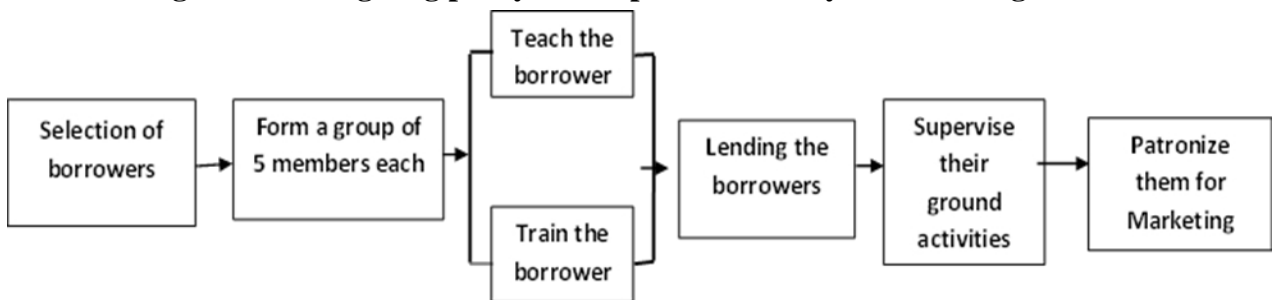 Selection of
borrowers
Form a group of
5 members each
Teach the
borrower
Train the
borrower
Lending the
borrowers
Supervise
their
ground
activities
Patronize
them for
Marketing